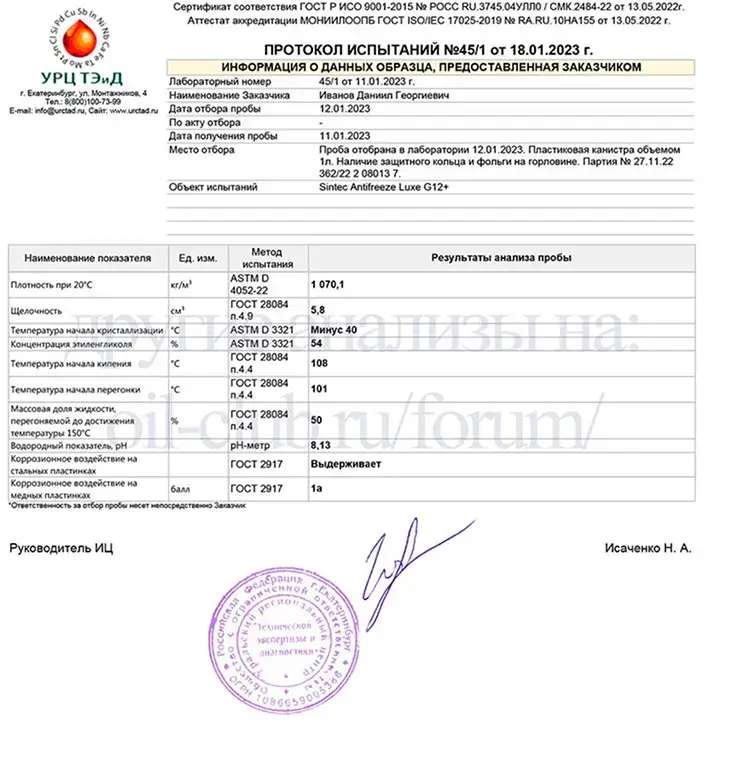 Сертификат соответствия ГОСТ Р ИСО 9001-2015 № РОСС RU.3745.04УЛЛ0 / СМК.2484-22 от 13.05.2022г.
Аттестат аккредитации МОНИИЛООПБ ГОСТ ISO/IEC 17025-2019 № RA.RU.10НА155 от 13.05.2022 г.
Mo Pt Sn Cl Si Pd Cu Sb In Ni Nb Ca Fe Ta Mo
УРЦ ТЭиД
г. Екатеринбург, ул. Монтажников, 4
Тел.: 8(800)100-73-99
E-mail: info@urctad.ru, Сайт: www.urctad.ru
ПРОТОКОЛ ИСПЫТАНИЙ №45/1 от 18.01.2023 г.
ИНФОРМАЦИЯ О ДАННЫХ ОБРАЗЦА, ПРЕДОСТАВЛЕННАЯ ЗАКАЗЧИКОМ
Лабораторный номер 45/1 от 11.01.2023 г.
Наименование Заказчика Иванов Даниил Георгиевич
Дата отбора пробы 12.01.2023
По акту отбора -
Дата получения пробы 11.01.2023
Место отбора Проба отобрана в лаборатории 12.01.2023. Пластиковая канистра объемом
1л. Наличие защитного кольца и фольги на горловине. Партия № 27.11.22
362/22 2 08013 7.
Объект испытаний Sintec Antifreeze Luxe G12+
Наименование показателя Ед. изм. Метод испытания Результаты анализа пробы
Плотность при 20°С кг/м³ ASTM D 4052-22 1 070,1
Щелочность см³ ГОСТ 28084 п.4.9 5,8
Температура начала кристаллизации °С ASTM D 3321 Минус 40
Концентрация этиленгликоля % ASTM D 3321 54
Температура начала кипения °С ГОСТ 28084 п.4.4 108
Температура начала перегонки °С ГОСТ 28084 п.4.4 101
Массовая доля жидкости,
перегоняемой до достижения
температуры 150°С % ГОСТ 28084 п.4.4 50
Водородный показатель, рН рН-метр 8,13
Коррозионное воздействие на
стальных пластинках ГОСТ 2917 Выдерживает
Коррозионное воздействие на
медных пластинках балл ГОСТ 2917 1а
*Ответственность за отбор пробы несет непосредственно Заказчик
другие анализы на:
oil-club.ru/forum/
Руководитель ИЦ Исаченко Н. А.
Российская Федерация г.Екатеринбург
Общество с ограниченной ответственностью
Уральский региональный центр
"Технической
экспертизы и
диагностики"